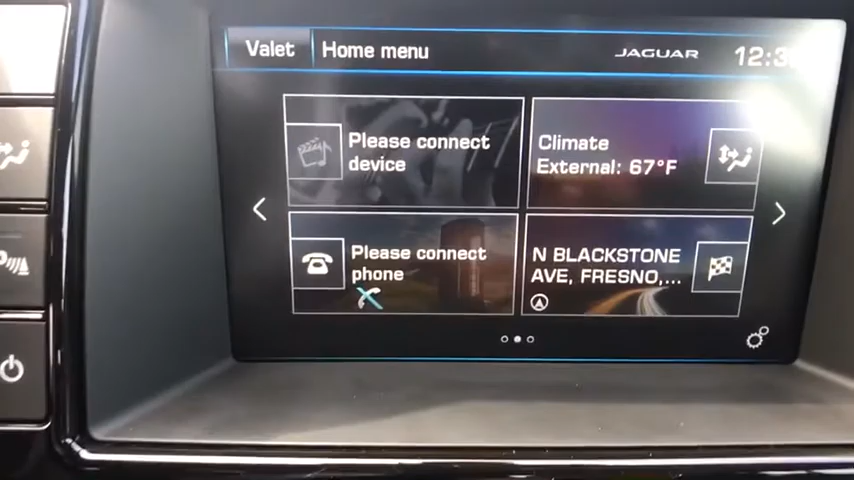 Valet
Home menu
JAGUAR
12:3
Please connect
device
Climate
External: 67°F
Please connect
phone
N BLACKSTONE
AVE, FRESNO,...